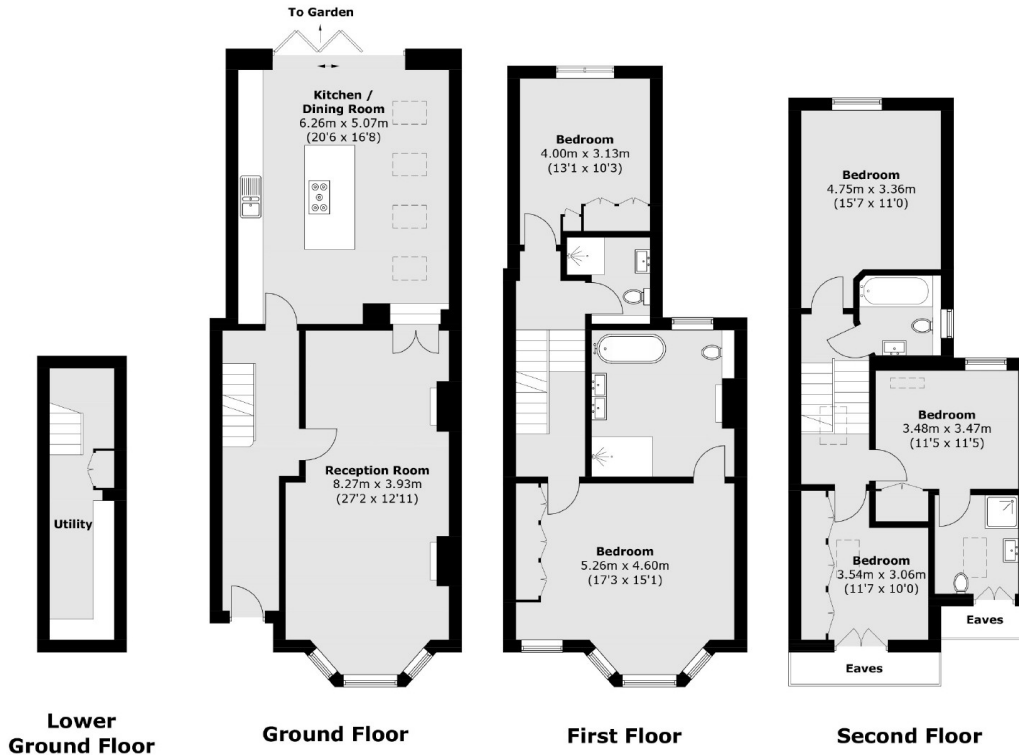 To Garden
Kitchen /
Dining Room
6.26m x 5.07m
(20'6 x 16'8)
Reception Room
8.27m x 3.93m
(27'2 x 12'11)
Utility
Bedroom
4.00m x 3.13m
(13'1 x 10'3)
Bedroom
5.26m x 4.60m
(17'3 x 15'1)
Bedroom
4.75m x 3.36m
(15'7 x 11'0)
Bedroom
3.48m x 3.47m
(11'5 x 11'5)
Bedroom
3.54m x 3.06m
(11'7 x 10'0)
Eaves
Eaves
Lower
Ground Floor
Ground Floor
First Floor
Second Floor